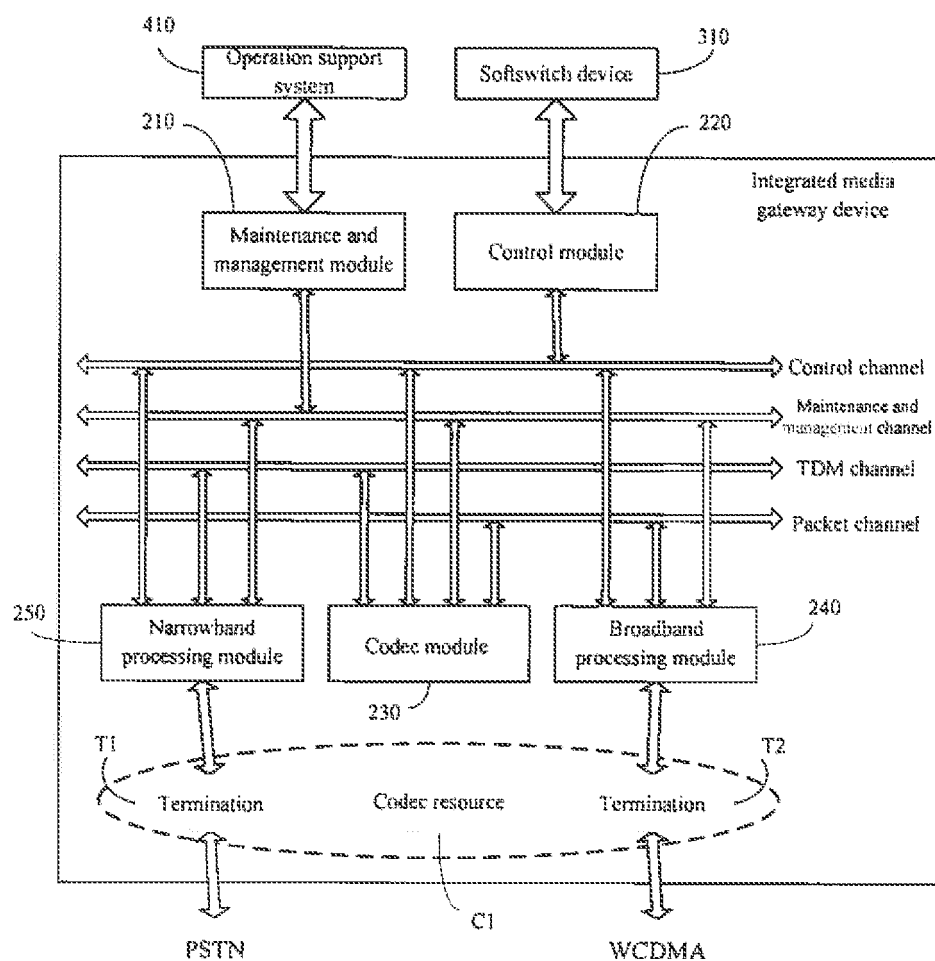 410
Operation support
system
310
Softswitch device
210
220
Integrated media
gateway device
Maintenance and
management module
Control module
Control channel
Maintenance and
management channel
TDM channel
Packet channel
250
Narrowband
processing module
Codec module
230
Broadband
processing module
240
T1
Termination
Codec resource
Termination
T2
C1
PSTN
WCDMA